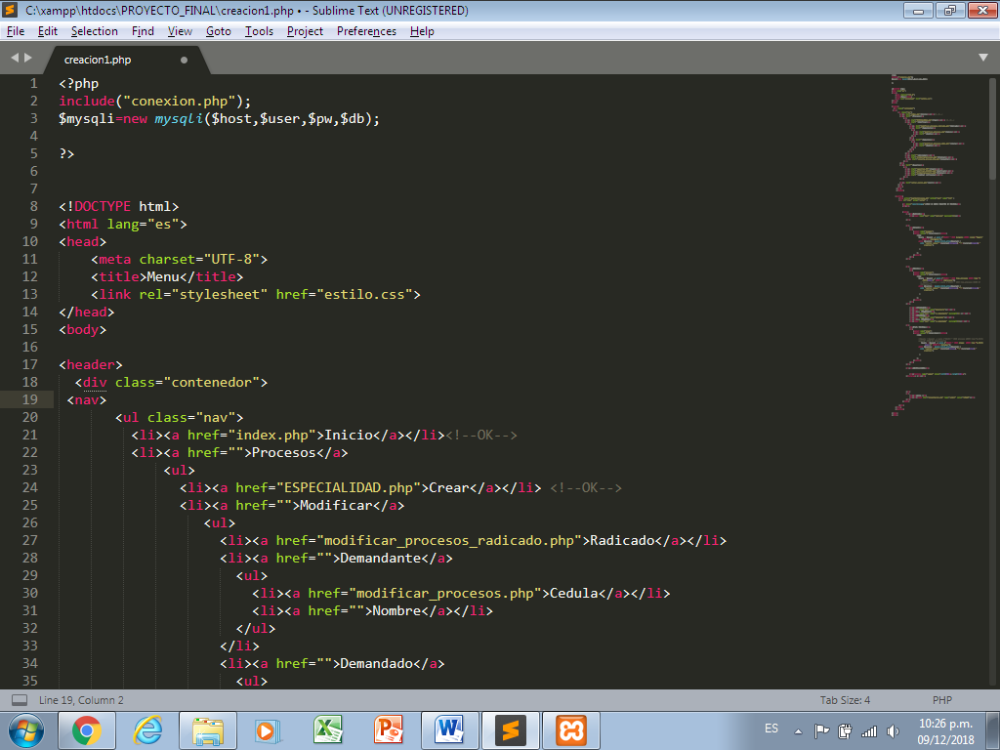 C:\xampp\htdocs\PROYECTO_FINAL\creacion1.php • - Sublime Text (UNREGISTERED)
File Edit Selection Find View Goto Tools Project Preferences Help
creacion1.php
1 <?php
2 include("conexion.php");
3 $mysqli=new mysqli($host,$user,$pw,$db);
4
5 ?>
6
7
8 <!DOCTYPE html>
9 <html lang="es">
10 <head>
11 <meta charset="UTF-8">
12 <title>Menu</title>
13 <link rel="stylesheet" href="estilo.css">
14 </head>
15 <body>
16
17 <header>
18 <div class="contenedor">
19 <nav>
20 <ul class="nav">
21 <li><a href="index.php">Inicio</a></li><!--OK-->
22 <li><a href="">Procesos</a>
23 <ul>
24 <li><a href="ESPECIALIDAD.php">Crear</a></li> <!--OK-->
25 <li><a href="">Modificar</a>
26 <ul>
27 <li><a href="modificar_procesos_radicado.php">Radicado</a></li>
28 <li><a href="">Demandante</a>
29 <ul>
30 <li><a href="modificar_procesos.php">Cedula</a></li>
31 <li><a href="">Nombre</a></li>
32 </ul>
33 </li>
34 <li><a href="">Demandado</a>
35 <ul>
Line 19, Column 2 Tab Size: 4 PHP
ES 10:26 p.m.
09/12/2018